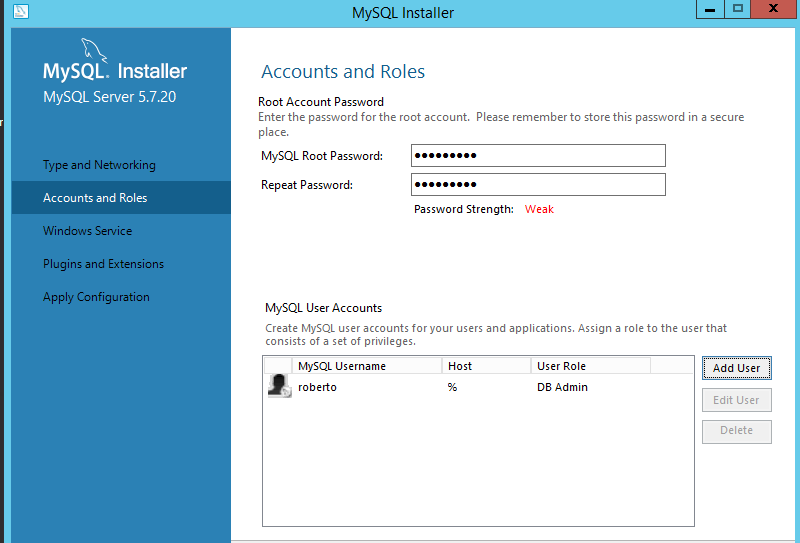 MySQL Installer
MySQL. Installer
MySQL Server 5.7.20
Type and Networking
Accounts and Roles
Windows Service
Plugins and Extensions
Apply Configuration
Accounts and Roles
Root Account Password
Enter the password for the root account. Please remember to store this password in a secure
place.
MySQL Root Password: ●●●●●●●●●
Repeat Password: ●●●●●●●●●
Password Strength: Weak
MySQL User Accounts
Create MySQL user accounts for your users and applications. Assign a role to the user that
consists of a set of privileges.
MySQL Username Host User Role
roberto % DB Admin
Add User
Edit User
Delete